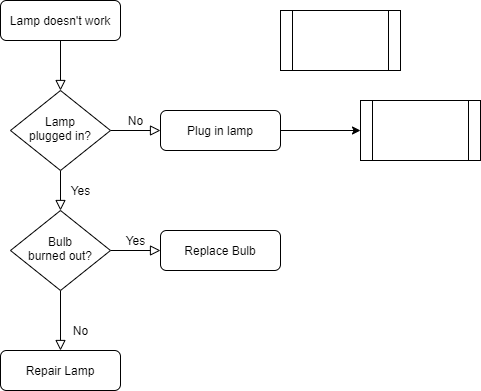 Lamp doesn't work
Lamp
plugged in?
No
Plug in lamp
Yes
Bulb
burned out?
Yes
Replace Bulb
No
Repair Lamp